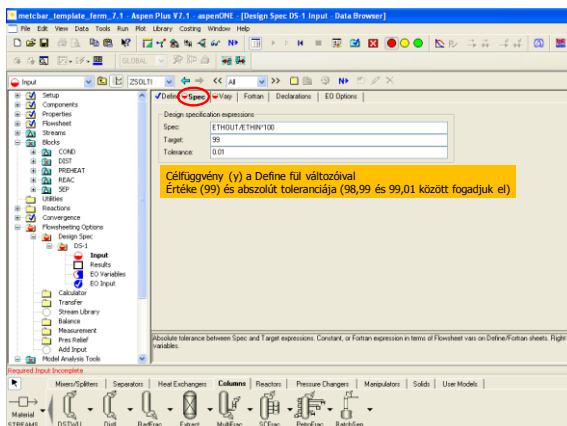 metcbar_template_ferm_7.1 - Aspen Plus V7.1 - aspenONE - [Design Spec DS-1 Input - Data Browser]
File Edit View Data Tools Run Plot Library Costing Window Help
GLOBAL
Input ZSOLTI << All >> N>
Setup
Components
Properties
Flowsheet
Streams
Blocks
COND
DIST
PREHEAT
REAC
SEP
Utilities
Reactions
Convergence
Flowsheeting Options
Design Spec
DS-1
Input
Results
EO Variables
EO Input
Calculator
Transfer
Stream Library
Balance
Measurement
Pres Relief
Add Input
Model Analysis Tools
Define Spec Vary Fortran Declarations EO Options
Design specification expressions
Spec: ETHOUT/ETHIN*100
Target: 99
Tolerance: 0.01
Célfüggvény (y) a Define fül változóival
Értéke (99) és abszolút toleranciája (98,99 és 99,01 között fogadjuk el)
Absolute tolerance between Spec and Target expressions. Constant, or Fortran expression in terms of Flowsheet vars on Define/Fortran sheets. Right-
variables.
Required Input Incomplete
Mixers/Splitters Separators Heat Exchangers Columns Reactors Pressure Changers Manipulators Solids User Models
Material
STREAMS DSTWU Distl RadFrac Extract MultiFrac SCFrac PetroFrac BatchSep